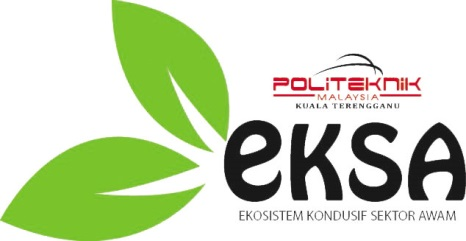 POLITEKNIK
MALAYSIA
KUALA TERENGGANU
eKSA
EKOSISTEM KONDUSIF SEKTOR AWAM